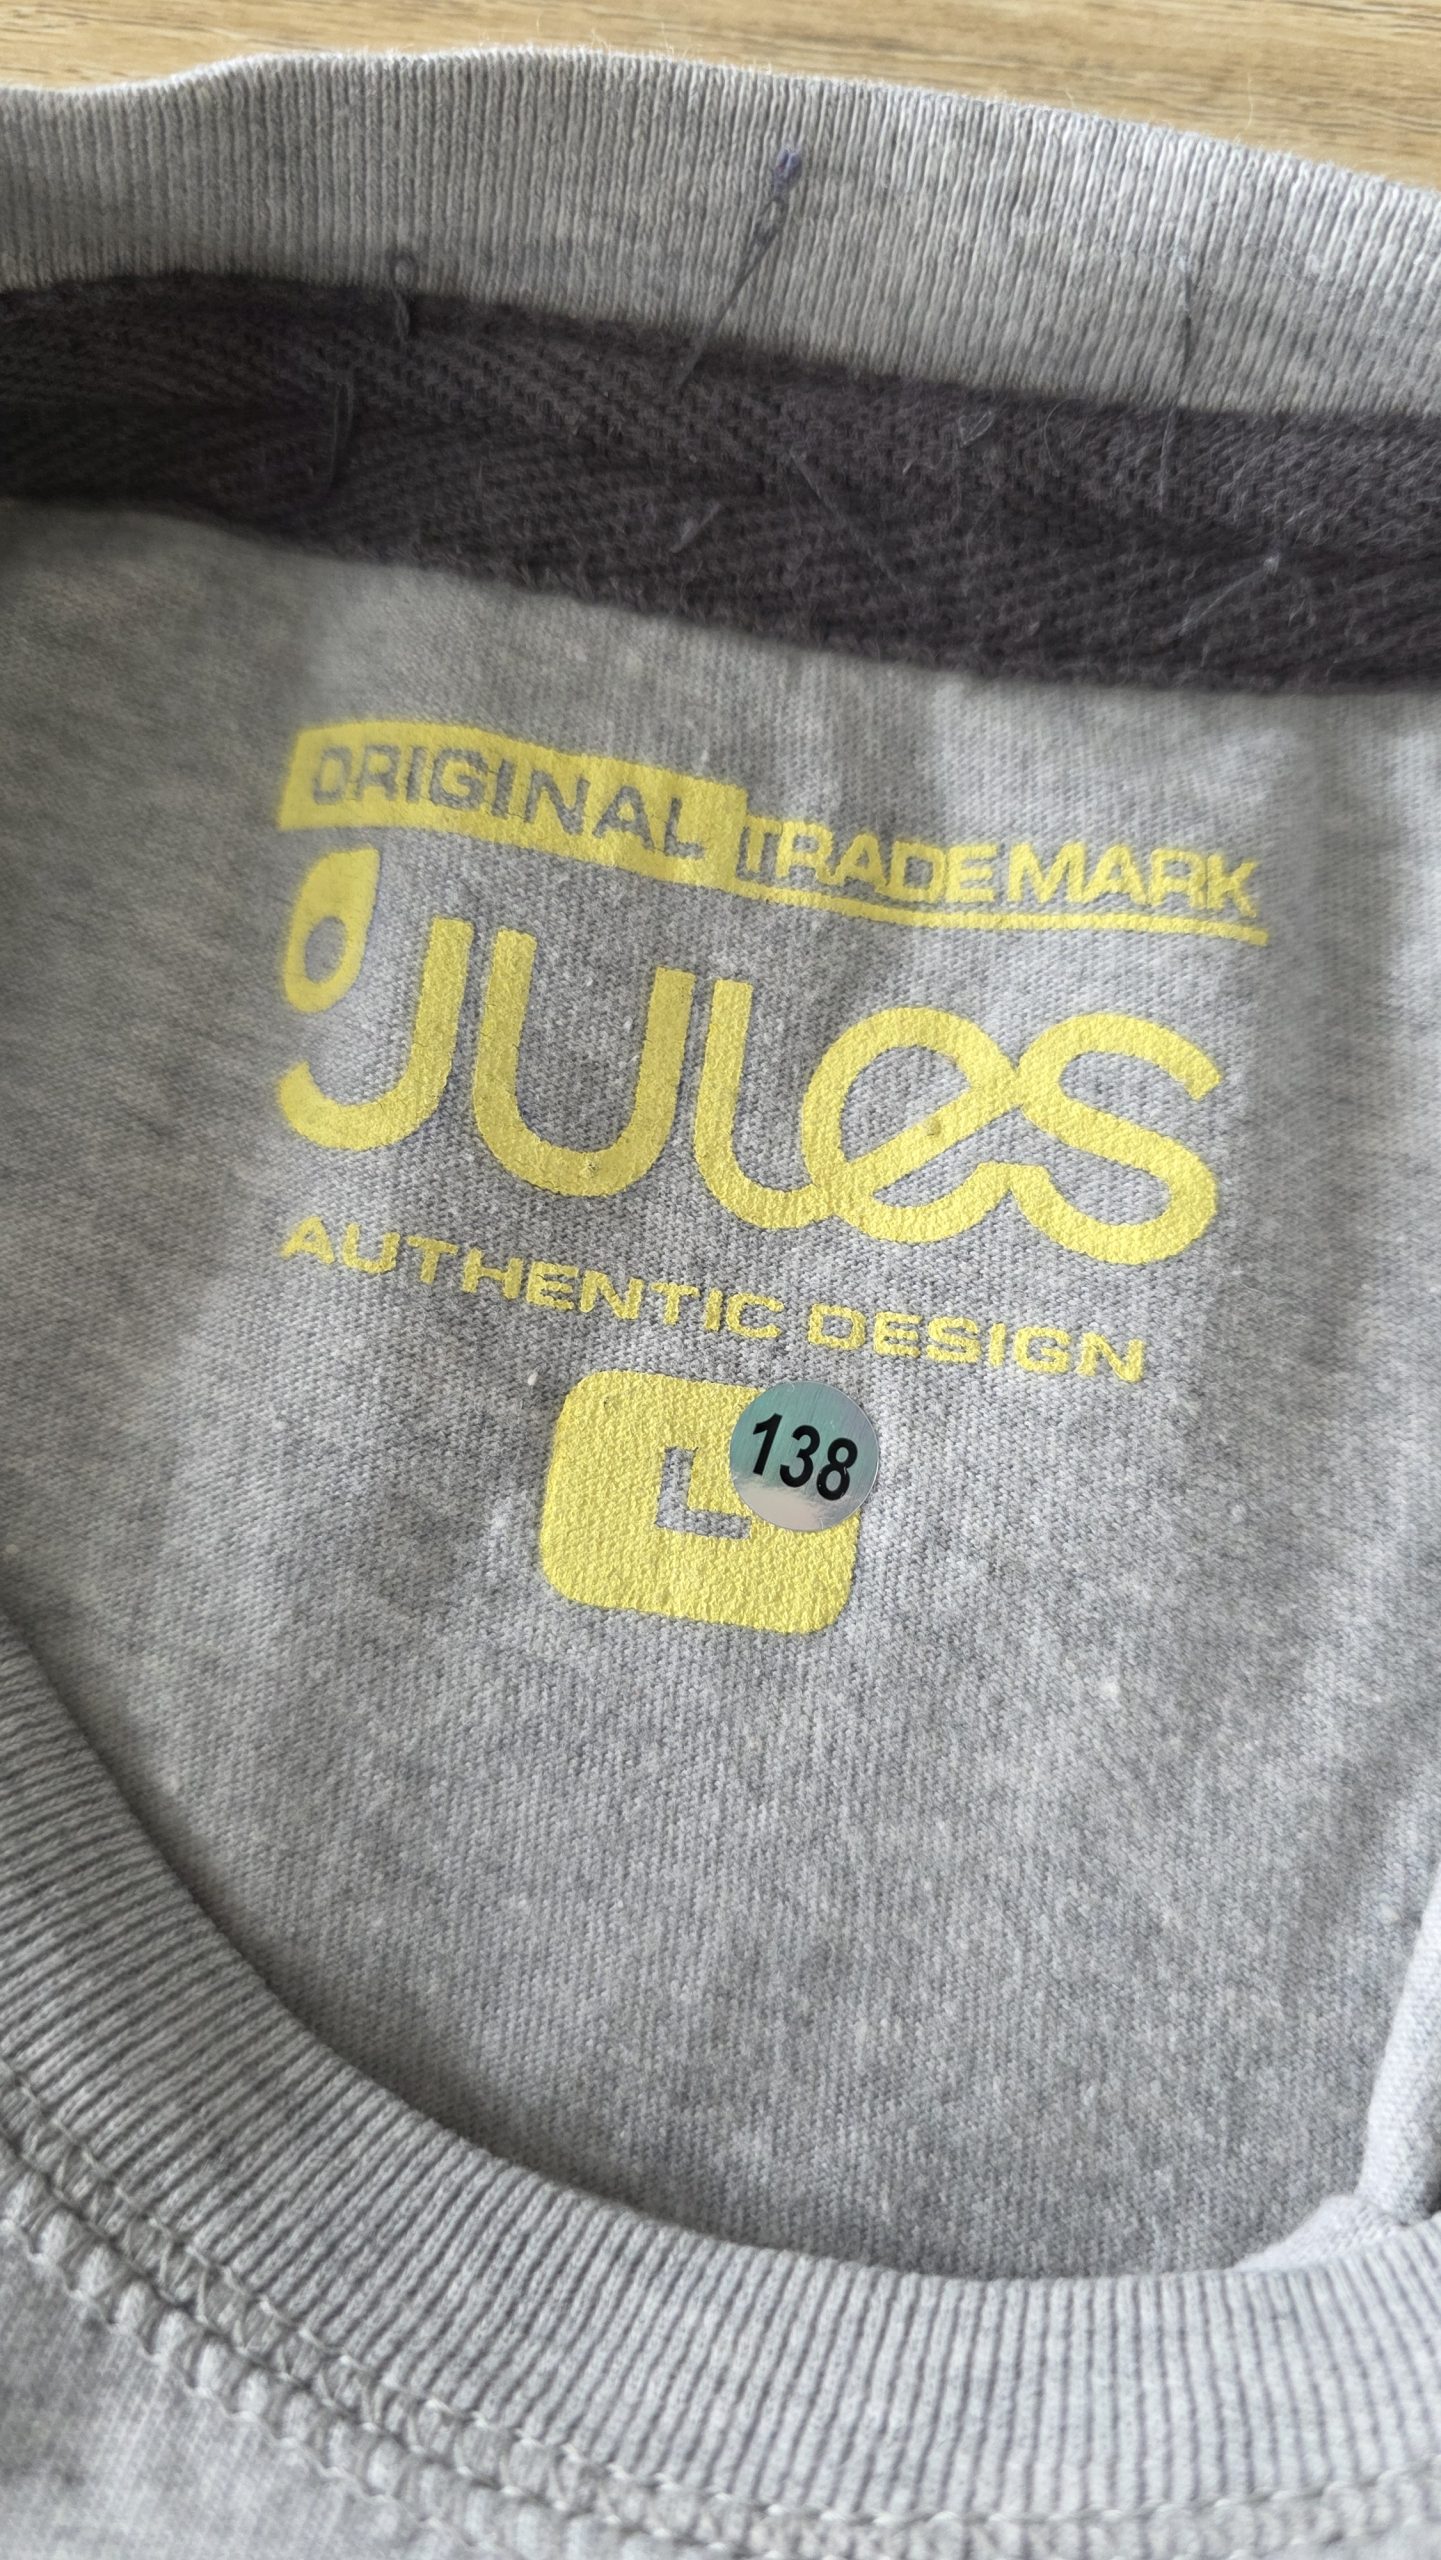 ORIGINAL TRADEMARK
JULES
AUTHENTIC DESIGN
L
138